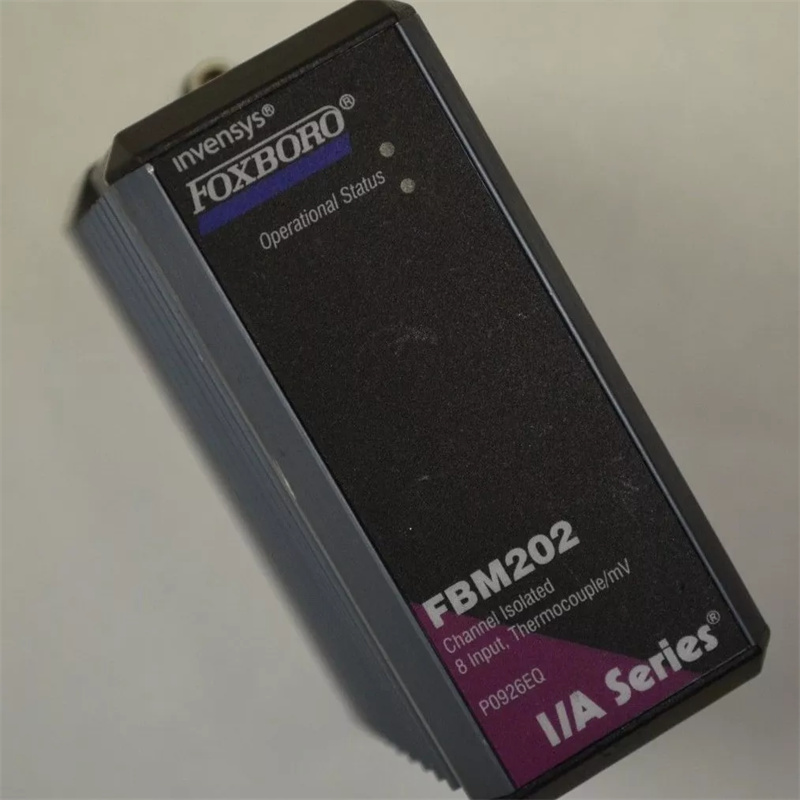 invensys®
FOXBORO®
Operational Status
FBM202
Channel Isolated
8 Input, Thermocouple/mV
P0926EQ
I/A Series®